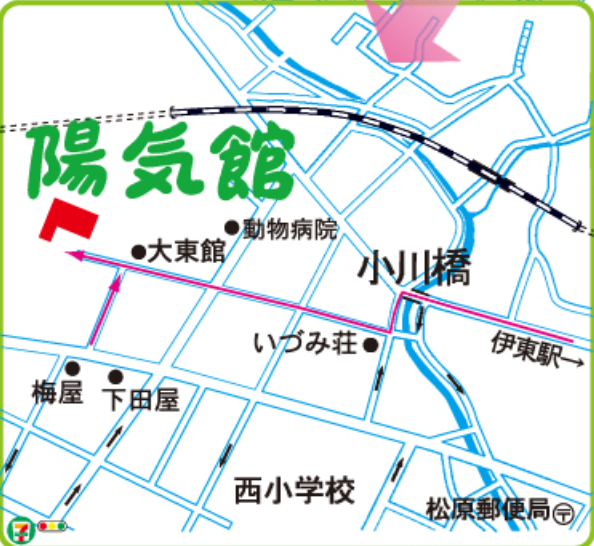 陽気館
動物病院
大東館
小川橋
いづみ荘
伊東駅→
梅屋
下田屋
西小学校
松原郵便局〶
7